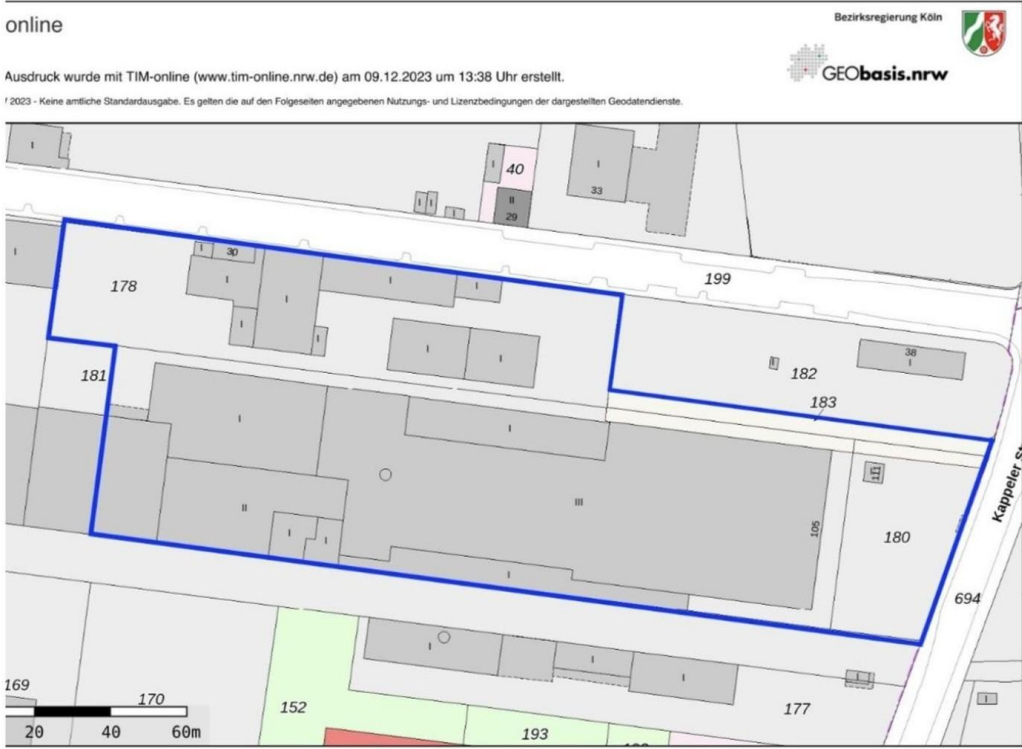 online
Bezirksregierung Köln
GEObasis.nrw
Ausdruck wurde mit TIM-online (www.tim-online.nrw.de) am 09.12.2023 um 13:38 Uhr erstellt.
2023 - Keine amtliche Standardausgabe. Es gelten die auf den Folgeseiten angegebenen Nutzungs- und Lizenzbedingungen der dargestellten Geodatendienste.
I
40
I
I
33
I I
I
II
29
I
I
30
199
178
I
I
I
I
I
I
38
I
I
I
I
182
181
183
I
I
Kappeler St
III
II
105
180
I
I
I
694
I
I
I
169
170
152
177
I
193
20 40 60m